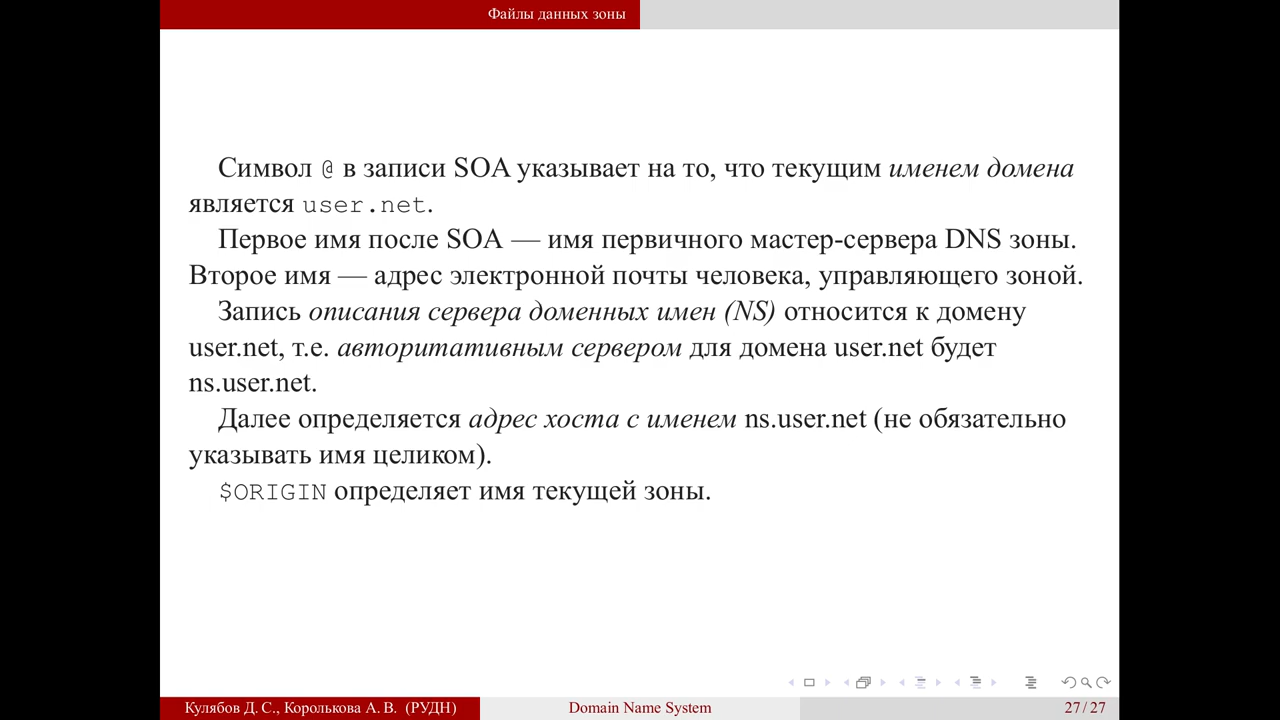 Файлы данных зоны
Символ @ в записи SOA указывает на то, что текущим именем домена
является user.net.
Первое имя после SOA — имя первичного мастер-сервера DNS зоны.
Второе имя — адрес электронной почты человека, управляющего зоной.
Запись описания сервера доменных имен (NS) относится к домену
user.net, т.е. авторитативным сервером для домена user.net будет
ns.user.net.
Далее определяется адрес хоста с именем ns.user.net (не обязательно
указывать имя целиком).
$ORIGIN определяет имя текущей зоны.
Кулябов Д. С., Королькова А. В. (РУДН)
Domain Name System
27 / 27